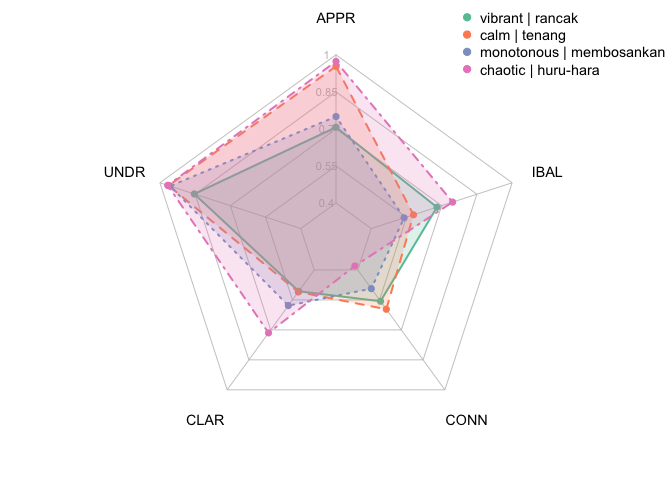 APPR
vibrant | rancak
calm | tenang
monotonous | membosankan
chaotic | huru-hara
1
0.85
UNDR
IBAL
0.55
0.4
CLAR
CONN